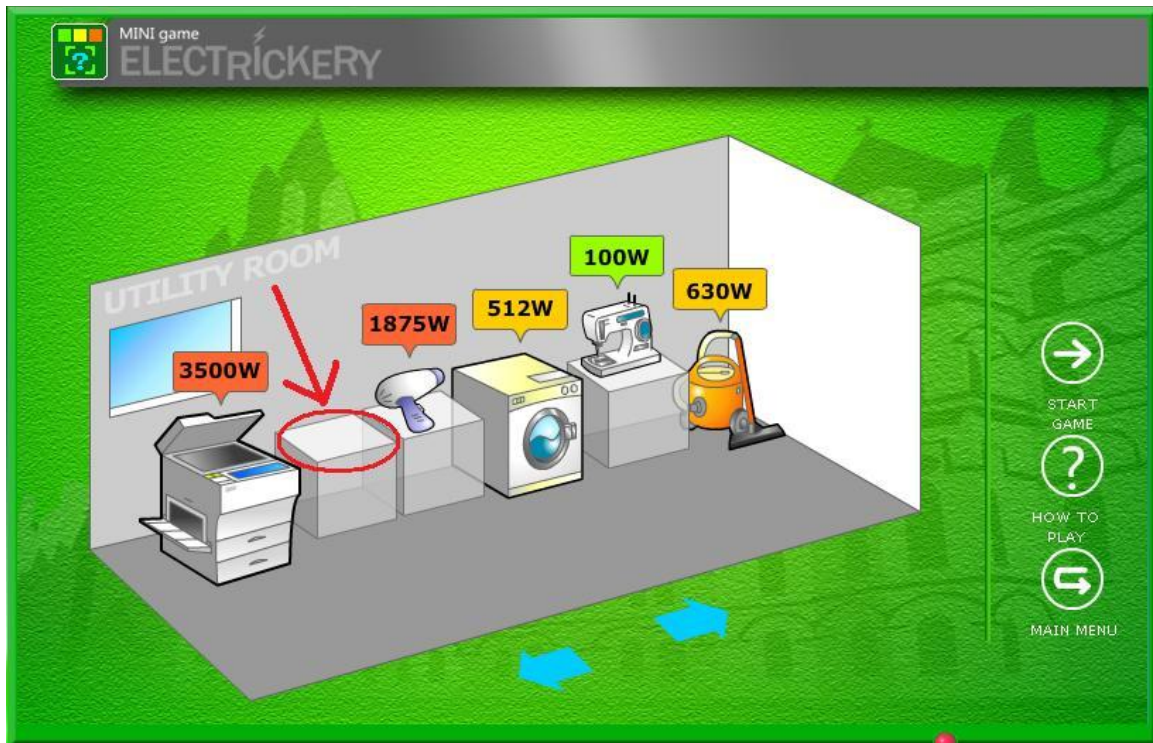 MINI game
ELECTRICKERY
UTILITY ROOM
100W
630W
512W
1875W
3500W
START
GAME
?
HOW TO
PLAY
MAIN MENU